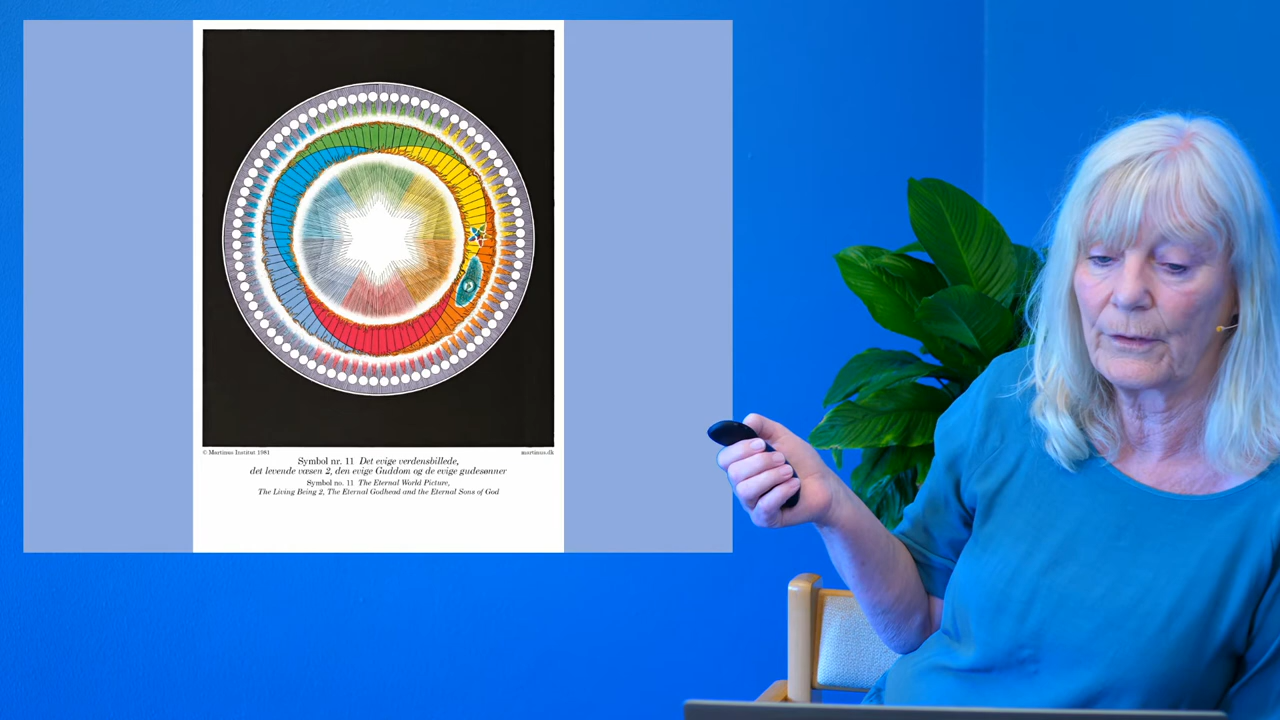 © Martinus Institut 1981
martinus.dk
Symbol nr. 11 Det evige verdensbillede,
det levende væsen 2, den evige Guddom og de evige gudesønner
Symbol no. 11 The Eternal World Picture,
The Living Being 2, The Eternal Godhead and the Eternal Sons of God